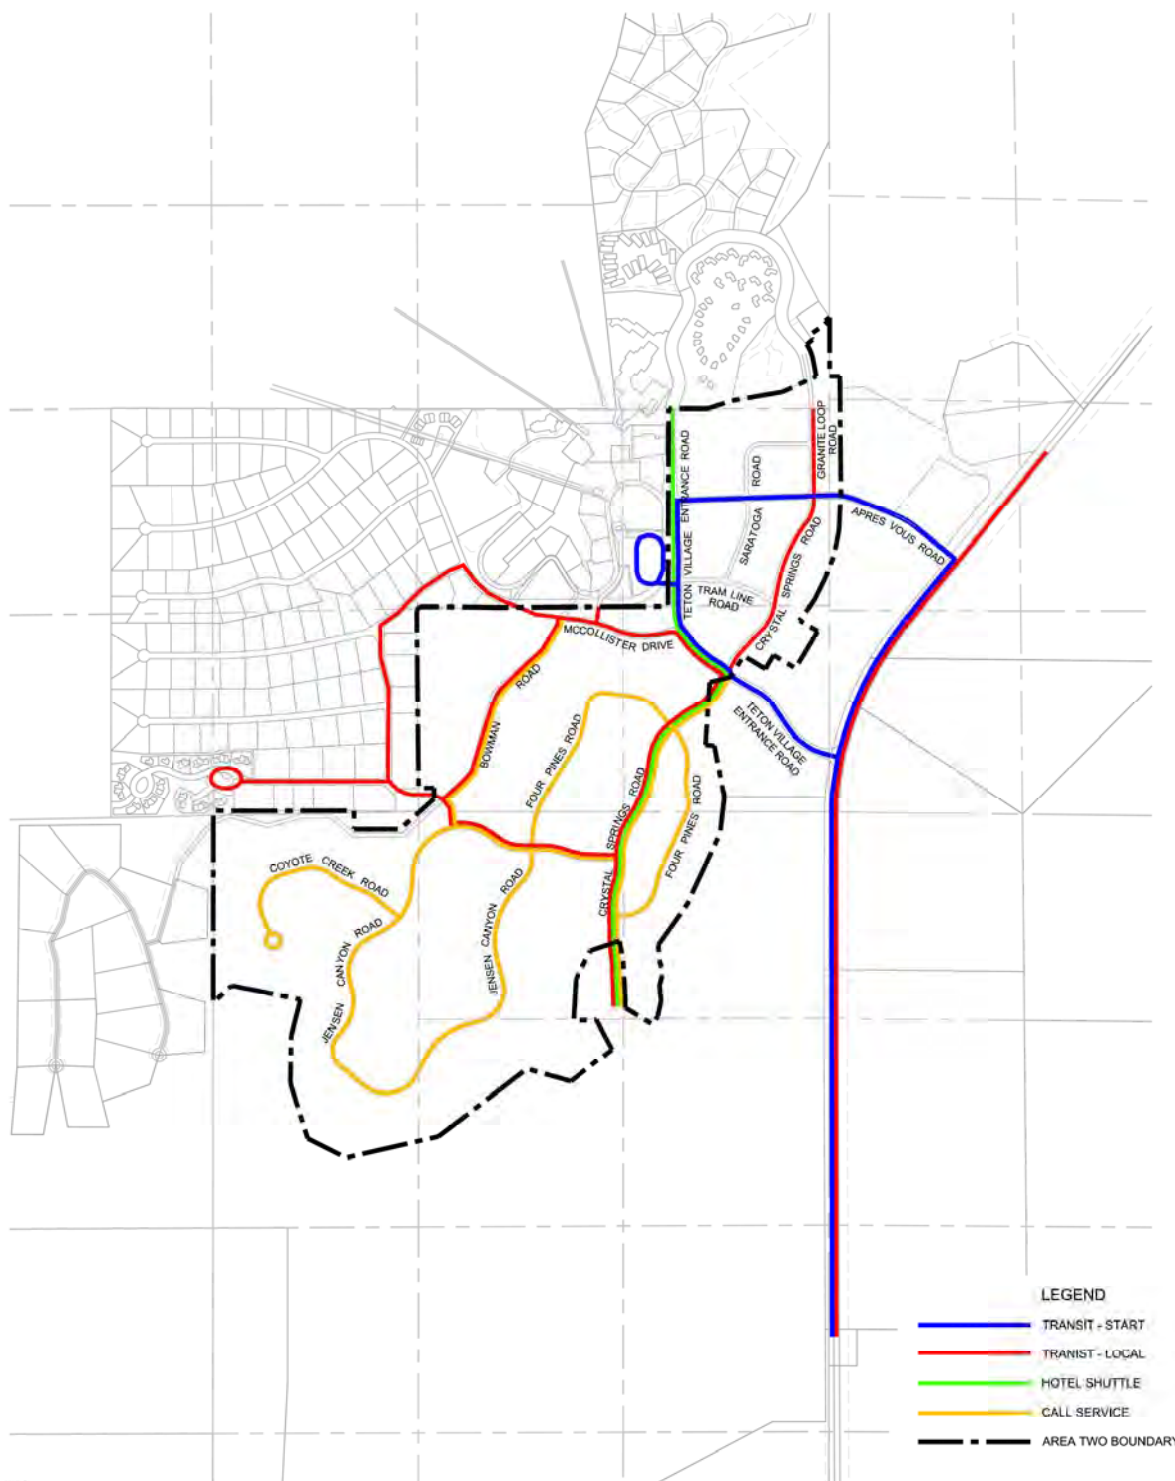 GRANITE LOOP
ROAD
TETON VILLAGE ENTRANCE ROAD
SARATOGA ROAD
APRES VOUS ROAD
CRYSTAL SPRINGS ROAD
TRAM LINE
ROAD
MCCOLLISTER DRIVE
BOWMAN ROAD
FOUR PINES ROAD
TETON VILLAGE
ENTRANCE ROAD
CRYSTAL SPRINGS ROAD
FOUR PINES ROAD
COYOTE CREEK ROAD
JENSEN CANYON ROAD
JENSEN CANYON ROAD
LEGEND
TRANSIT - START
TRANIST - LOCAL
HOTEL SHUTTLE
CALL SERVICE
AREA TWO BOUNDARY